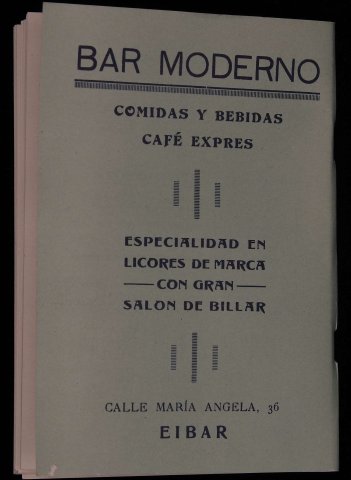 BAR MODERNO
COMIDAS Y BEBIDAS
CAFÉ EXPRES
ESPECIALIDAD EN
LICORES DE MARCA
— CON GRAN —
SALON DE BILLAR
CALLE MARÍA ANGELA, 36
EIBAR